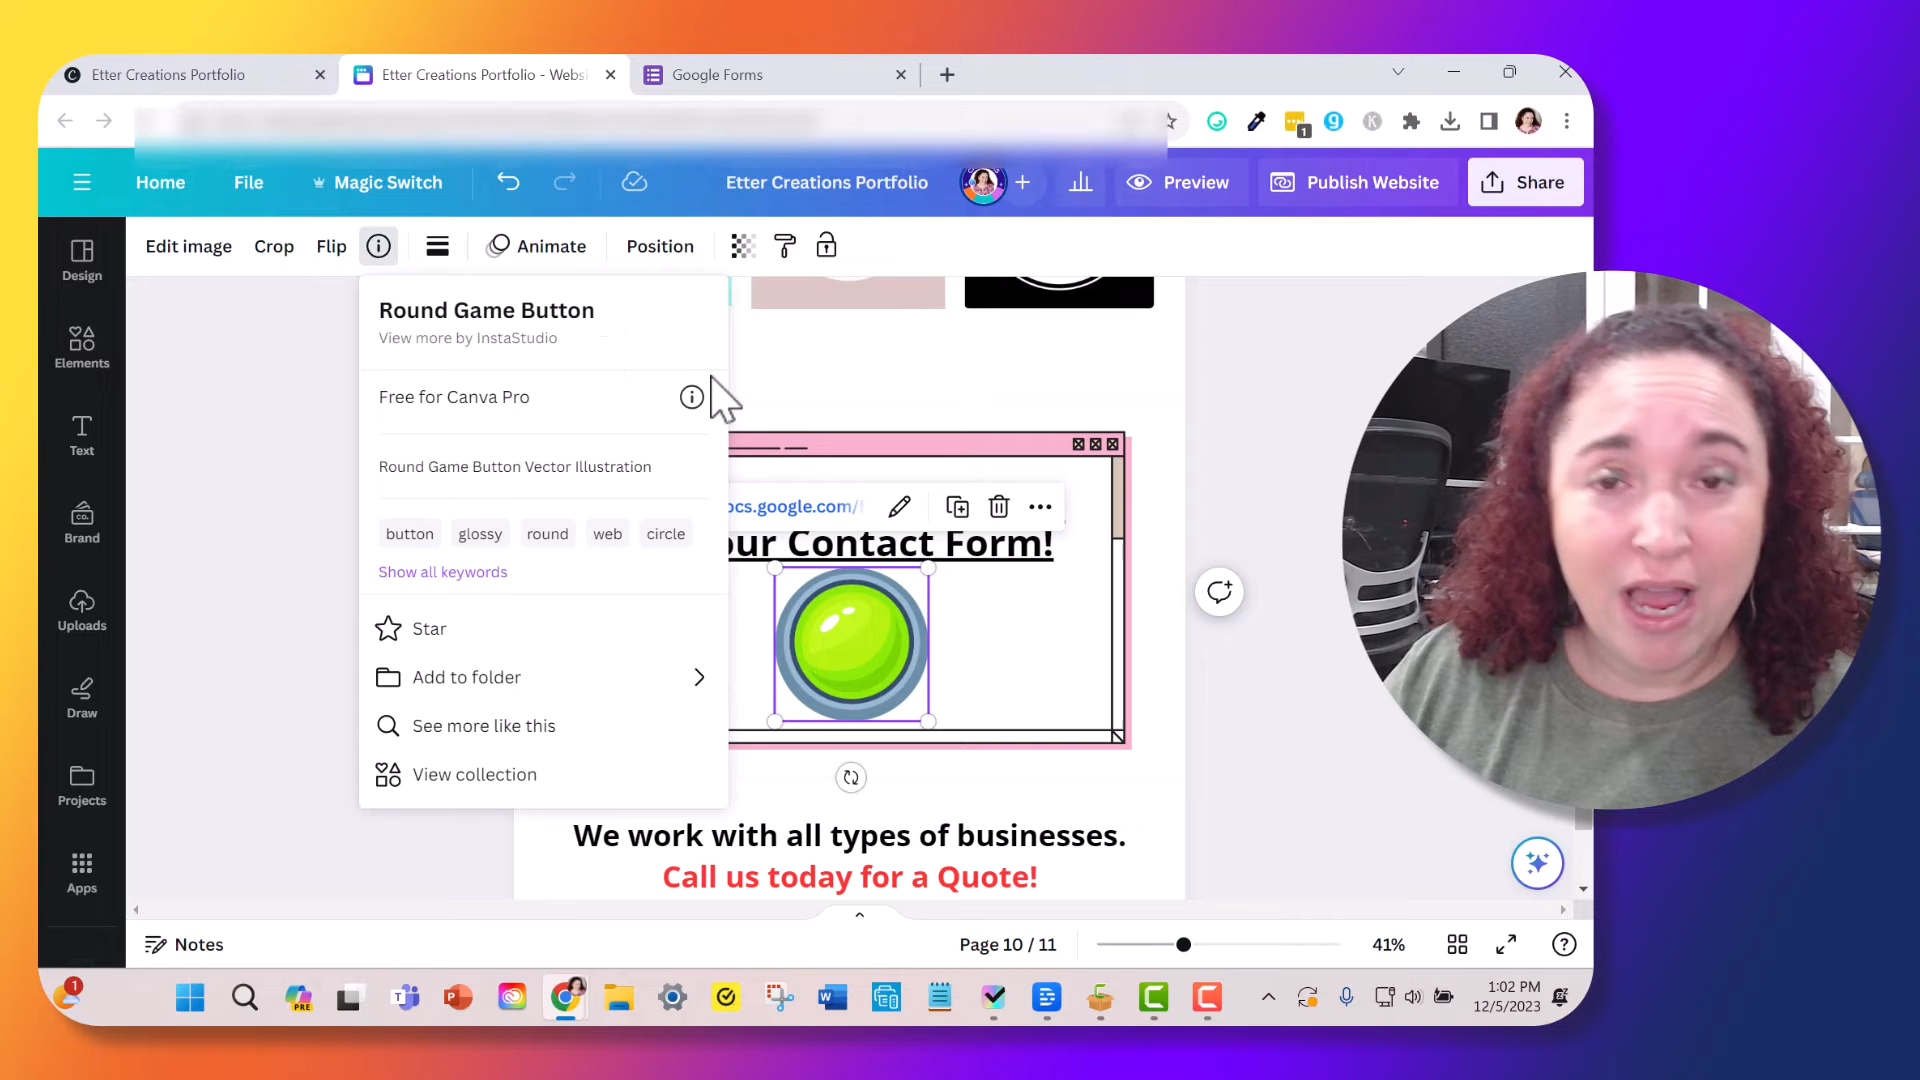 Etter Creations Portfolio
Etter Creations Portfolio - Websi
Google Forms
1
Home
File
Magic Switch
Etter Creations Portfolio
Preview
Publish Website
Share
Edit image
Crop
Flip
Animate
Position
Design
Elements
Text
Brand
Uploads
Draw
Projects
Apps
Round Game Button
View more by InstaStudio
Free for Canva Pro
Round Game Button Vector Illustration
button
glossy
round
web
circle
Show all keywords
Star
Add to folder
See more like this
View collection
ocs.google.com/f
our Contact Form!
We work with all types of businesses.
Call us today for a Quote!
Notes
Page 10 / 11
41%
1
PRE
1:02 PM
12/5/2023